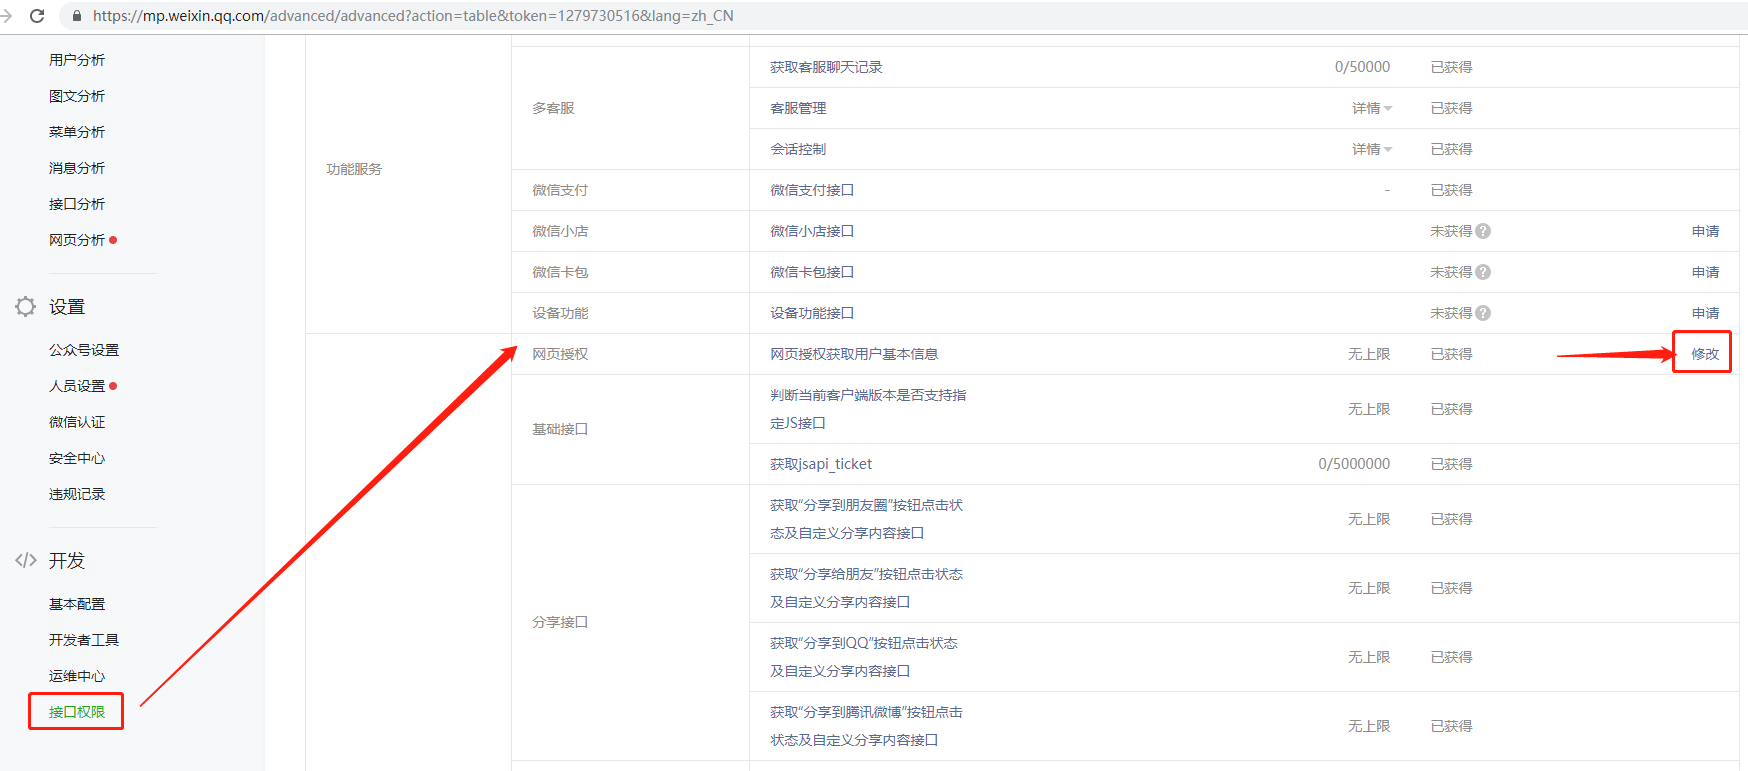 https://mp.weixin.qq.com/advanced/advanced?action=table&token=1279730516&lang=zh_CN
用户分析
图文分析
菜单分析
消息分析
接口分析
网页分析
设置
公众号设置
人员设置
微信认证
安全中心
违规记录
开发
基本配置
开发者工具
运维中心
接口权限
功能服务
多客服
获取客服聊天记录 0/50000 已获得
客服管理 详情 已获得
会话控制 详情 已获得
微信支付 微信支付接口 - 已获得
微信小店 微信小店接口 未获得 ? 申请
微信卡包 微信卡包接口 未获得 ? 申请
设备功能 设备功能接口 未获得 ? 申请
网页授权 网页授权获取用户基本信息 无上限 已获得 修改
基础接口
判断当前客户端版本是否支持指
定JS接口 无上限 已获得
获取jsapi_ticket 0/5000000 已获得
分享接口
获取“分享到朋友圈”按钮点击状
态及自定义分享内容接口 无上限 已获得
获取“分享给朋友”按钮点击状态
及自定义分享内容接口 无上限 已获得
获取“分享到QQ”按钮点击状态
及自定义分享内容接口 无上限 已获得
获取“分享到腾讯微博”按钮点击
状态及自定义分享内容接口 无上限 已获得